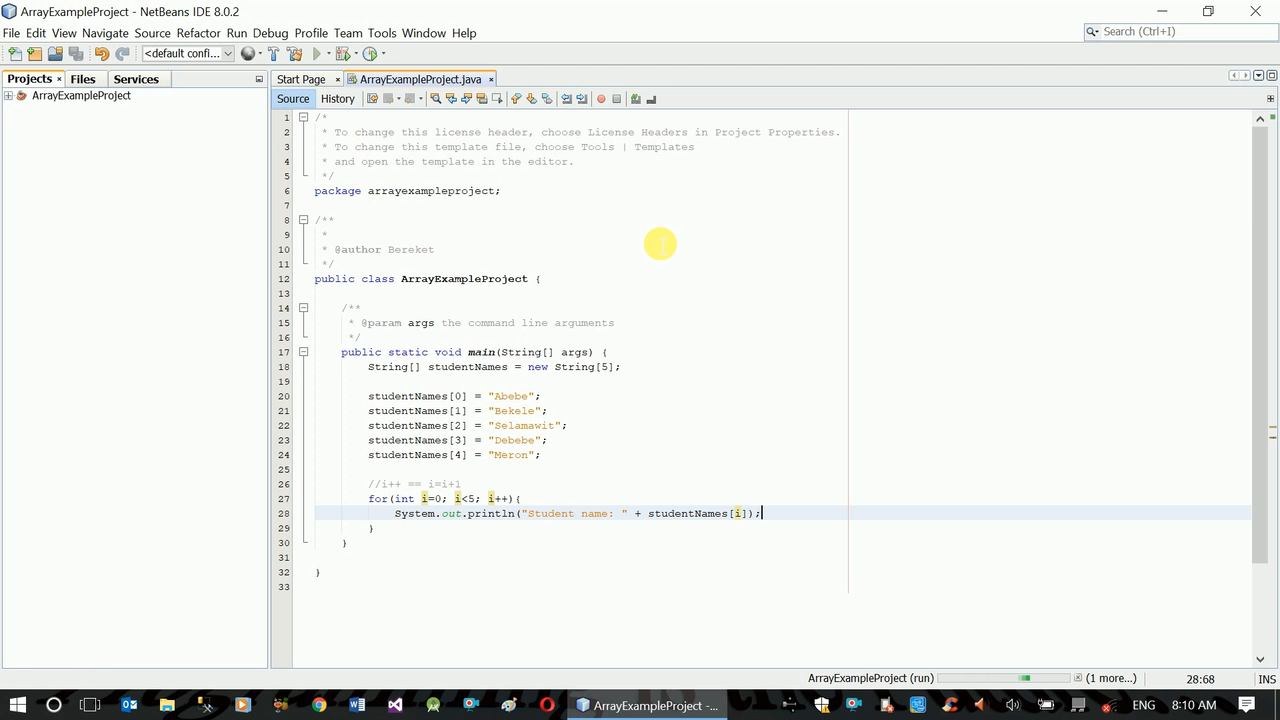 ArrayExampleProject - NetBeans IDE 8.0.2
File Edit View Navigate Source Refactor Run Debug Profile Team Tools Window Help
Search (Ctrl+I)
<default confi...
Projects Files Services
Start Page ArrayExampleProject.java
ArrayExampleProject
Source History
1 /*
2 * To change this license header, choose License Headers in Project Properties.
3 * To change this template file, choose Tools | Templates
4 * and open the template in the editor.
5 */
6 package arrayexampleproject;
7
8 /**
9 *
10 * @author Bereket
11 */
12 public class ArrayExampleProject {
13
14 /**
15 * @param args the command line arguments
16 */
17 public static void main(String[] args) {
18 String[] studentNames = new String[5];
19
20 studentNames[0] = "Abebe";
21 studentNames[1] = "Bekele";
22 studentNames[2] = "Selamawit";
23 studentNames[3] = "Debebe";
24 studentNames[4] = "Meron";
25
26 //i++ == i=i+1
27 for(int i=0; i<5; i++){
28 System.out.println("Student name: " + studentNames[i]);
29 }
30 }
31
32 }
33
ArrayExampleProject (run) (1 more...) 28:68 INS
ArrayExampleProject -... ENG 8:10 AM